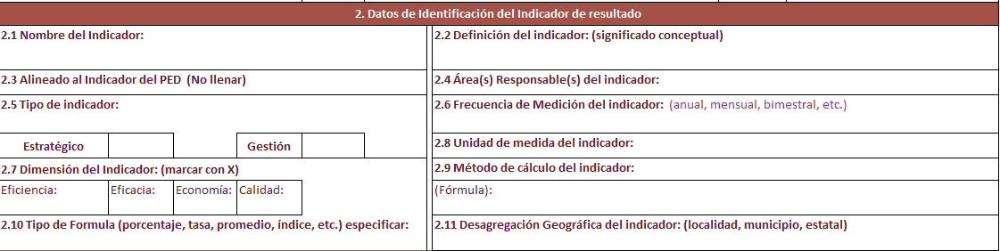 2. Datos de Identificación del Indicador de resultado
2.1 Nombre del Indicador:
2.2 Definición del indicador: (significado conceptual)
2.3 Alineado al Indicador del PED (No llenar)
2.4 Área(s) Responsable(s) del indicador:
2.5 Tipo de indicador:
2.6 Frecuencia de Medición del indicador: (anual, mensual, bimestral, etc.)
Estratégico
Gestión
2.8 Unidad de medida del indicador:
2.7 Dimensión del Indicador: (marcar con X)
2.9 Método de cálculo del indicador:
Eficiencia:
Eficacia:
Economía:
Calidad:
(Fórmula):
2.10 Tipo de Formula (porcentaje, tasa, promedio, índice, etc.) especificar:
2.11 Desagregación Geográfica del indicador: (localidad, municipio, estatal)